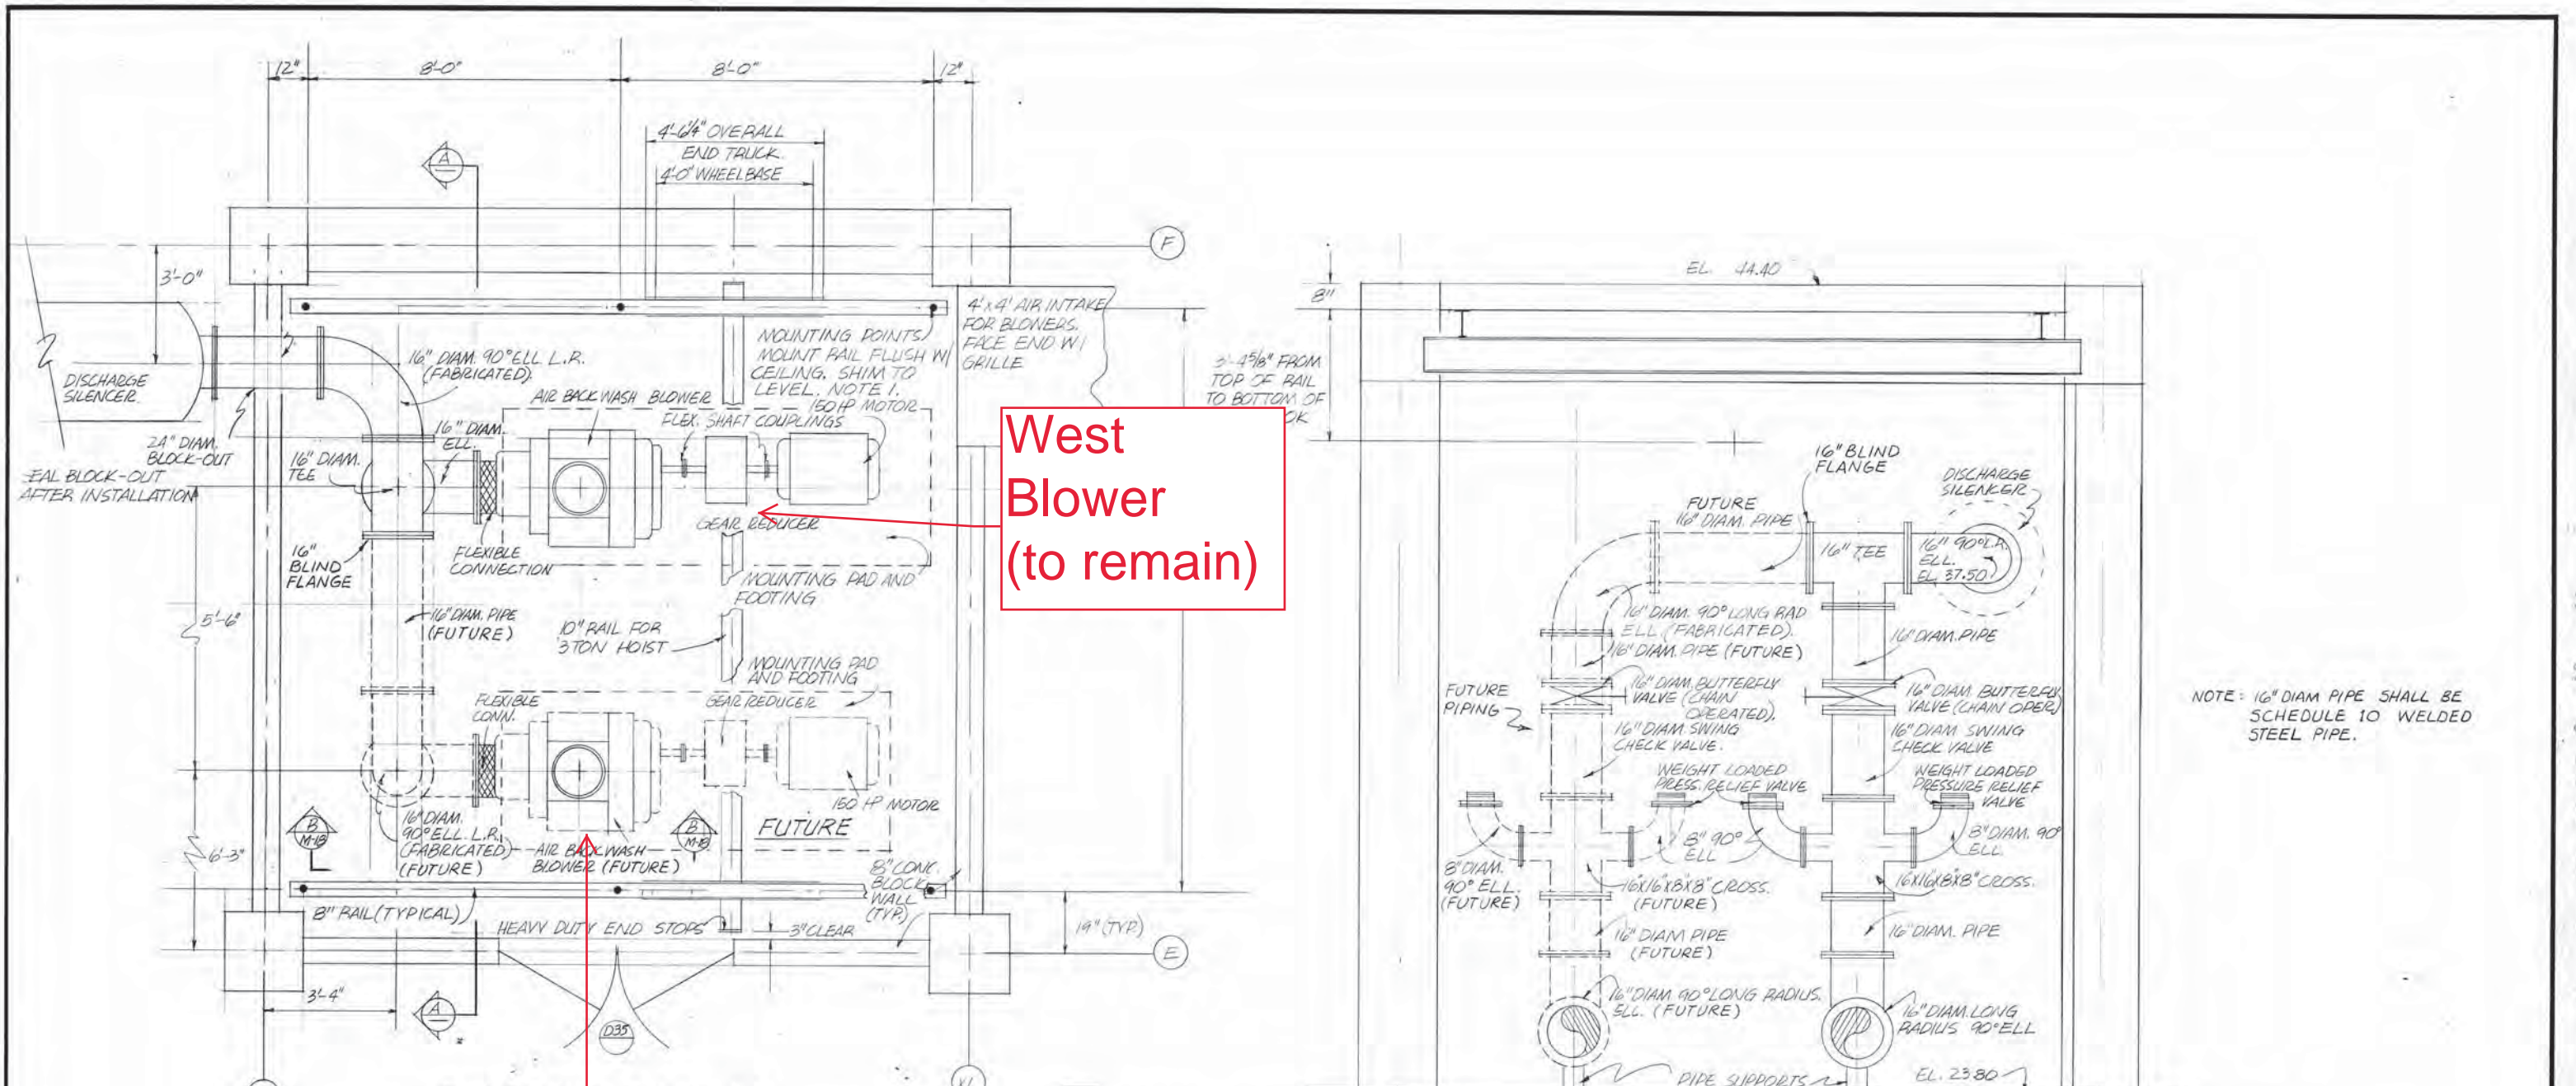 12"
8'-0"
8'-0"
12"
4'-6¼" OVERALL
END TRUCK
4'-0" WHEELBASE
A
F
3'-0"
DISCHARGE
SILENCER
16" DIAM. 90° ELL L.R.
(FABRICATED)
MOUNTING POINTS
MOUNT RAIL FLUSH W/
CEILING. SHIM TO
LEVEL. NOTE 1.
4'x4' AIR INTAKE
FOR BLOWERS.
FACE END W/
GRILLE
AIR BACKWASH BLOWER
150 HP MOTOR
FLEX. SHAFT COUPLINGS
24" DIAM.
BLOCK-OUT
EAL BLOCK-OUT
AFTER INSTALLATION
16" DIAM.
TEE
16" DIAM.
ELL.
GEAR REDUCER
West
Blower
(to remain)
16"
BLIND
FLANGE
FLEXIBLE
CONNECTION
MOUNTING PAD AND
FOOTING
5'-6"
16" DIAM. PIPE
(FUTURE)
10" RAIL FOR
3 TON HOIST
MOUNTING PAD
AND FOOTING
FLEXIBLE
CONN.
GEAR REDUCER
150 HP MOTOR
FUTURE
B
M-18
B
M-18
16" DIAM.
90° ELL. L.R.
(FABRICATED)
(FUTURE)
AIR BACKWASH
BLOWER (FUTURE)
6'-3"
8" CONC.
BLOCK
WALL
(TYP.)
8" RAIL (TYPICAL)
HEAVY DUTY END STOPS
3" CLEAR
19" (TYP.)
E
3'-4"
A
D35
EL. 44.40
8"
3'-4⅝" FROM
TOP OF RAIL
TO BOTTOM OF
OK
16" BLIND
FLANGE
DISCHARGE
SILENCER
FUTURE
16" DIAM. PIPE
16" TEE
16" 90° L.R.
ELL.
EL. 37.50
16" DIAM. 90° LONG RAD
ELL (FABRICATED).
16" DIAM. PIPE (FUTURE)
16" DIAM. PIPE
FUTURE
PIPING
16" DIAM. BUTTERFLY
VALVE (CHAIN
OPERATED).
16" DIAM. BUTTERFLY
VALVE (CHAIN OPER.)
16" DIAM. SWING
CHECK VALVE.
16" DIAM. SWING
CHECK VALVE
WEIGHT LOADED
PRESS. RELIEF VALVE
WEIGHT LOADED
PRESSURE RELIEF
VALVE
8" DIAM.
90° ELL.
(FUTURE)
8" 90°
ELL
8" DIAM. 90°
ELL.
16"x16"x8"x8" CROSS.
(FUTURE)
16x16x8x8" CROSS.
16" DIAM PIPE
(FUTURE)
16" DIAM. PIPE
16" DIAM. 90° LONG RADIUS.
ELL. (FUTURE)
16" DIAM. LONG
RADIUS 90° ELL
PIPE SUPPORTS
EL. 23.80
NOTE: 16" DIAM PIPE SHALL BE
SCHEDULE 10 WELDED
STEEL PIPE.